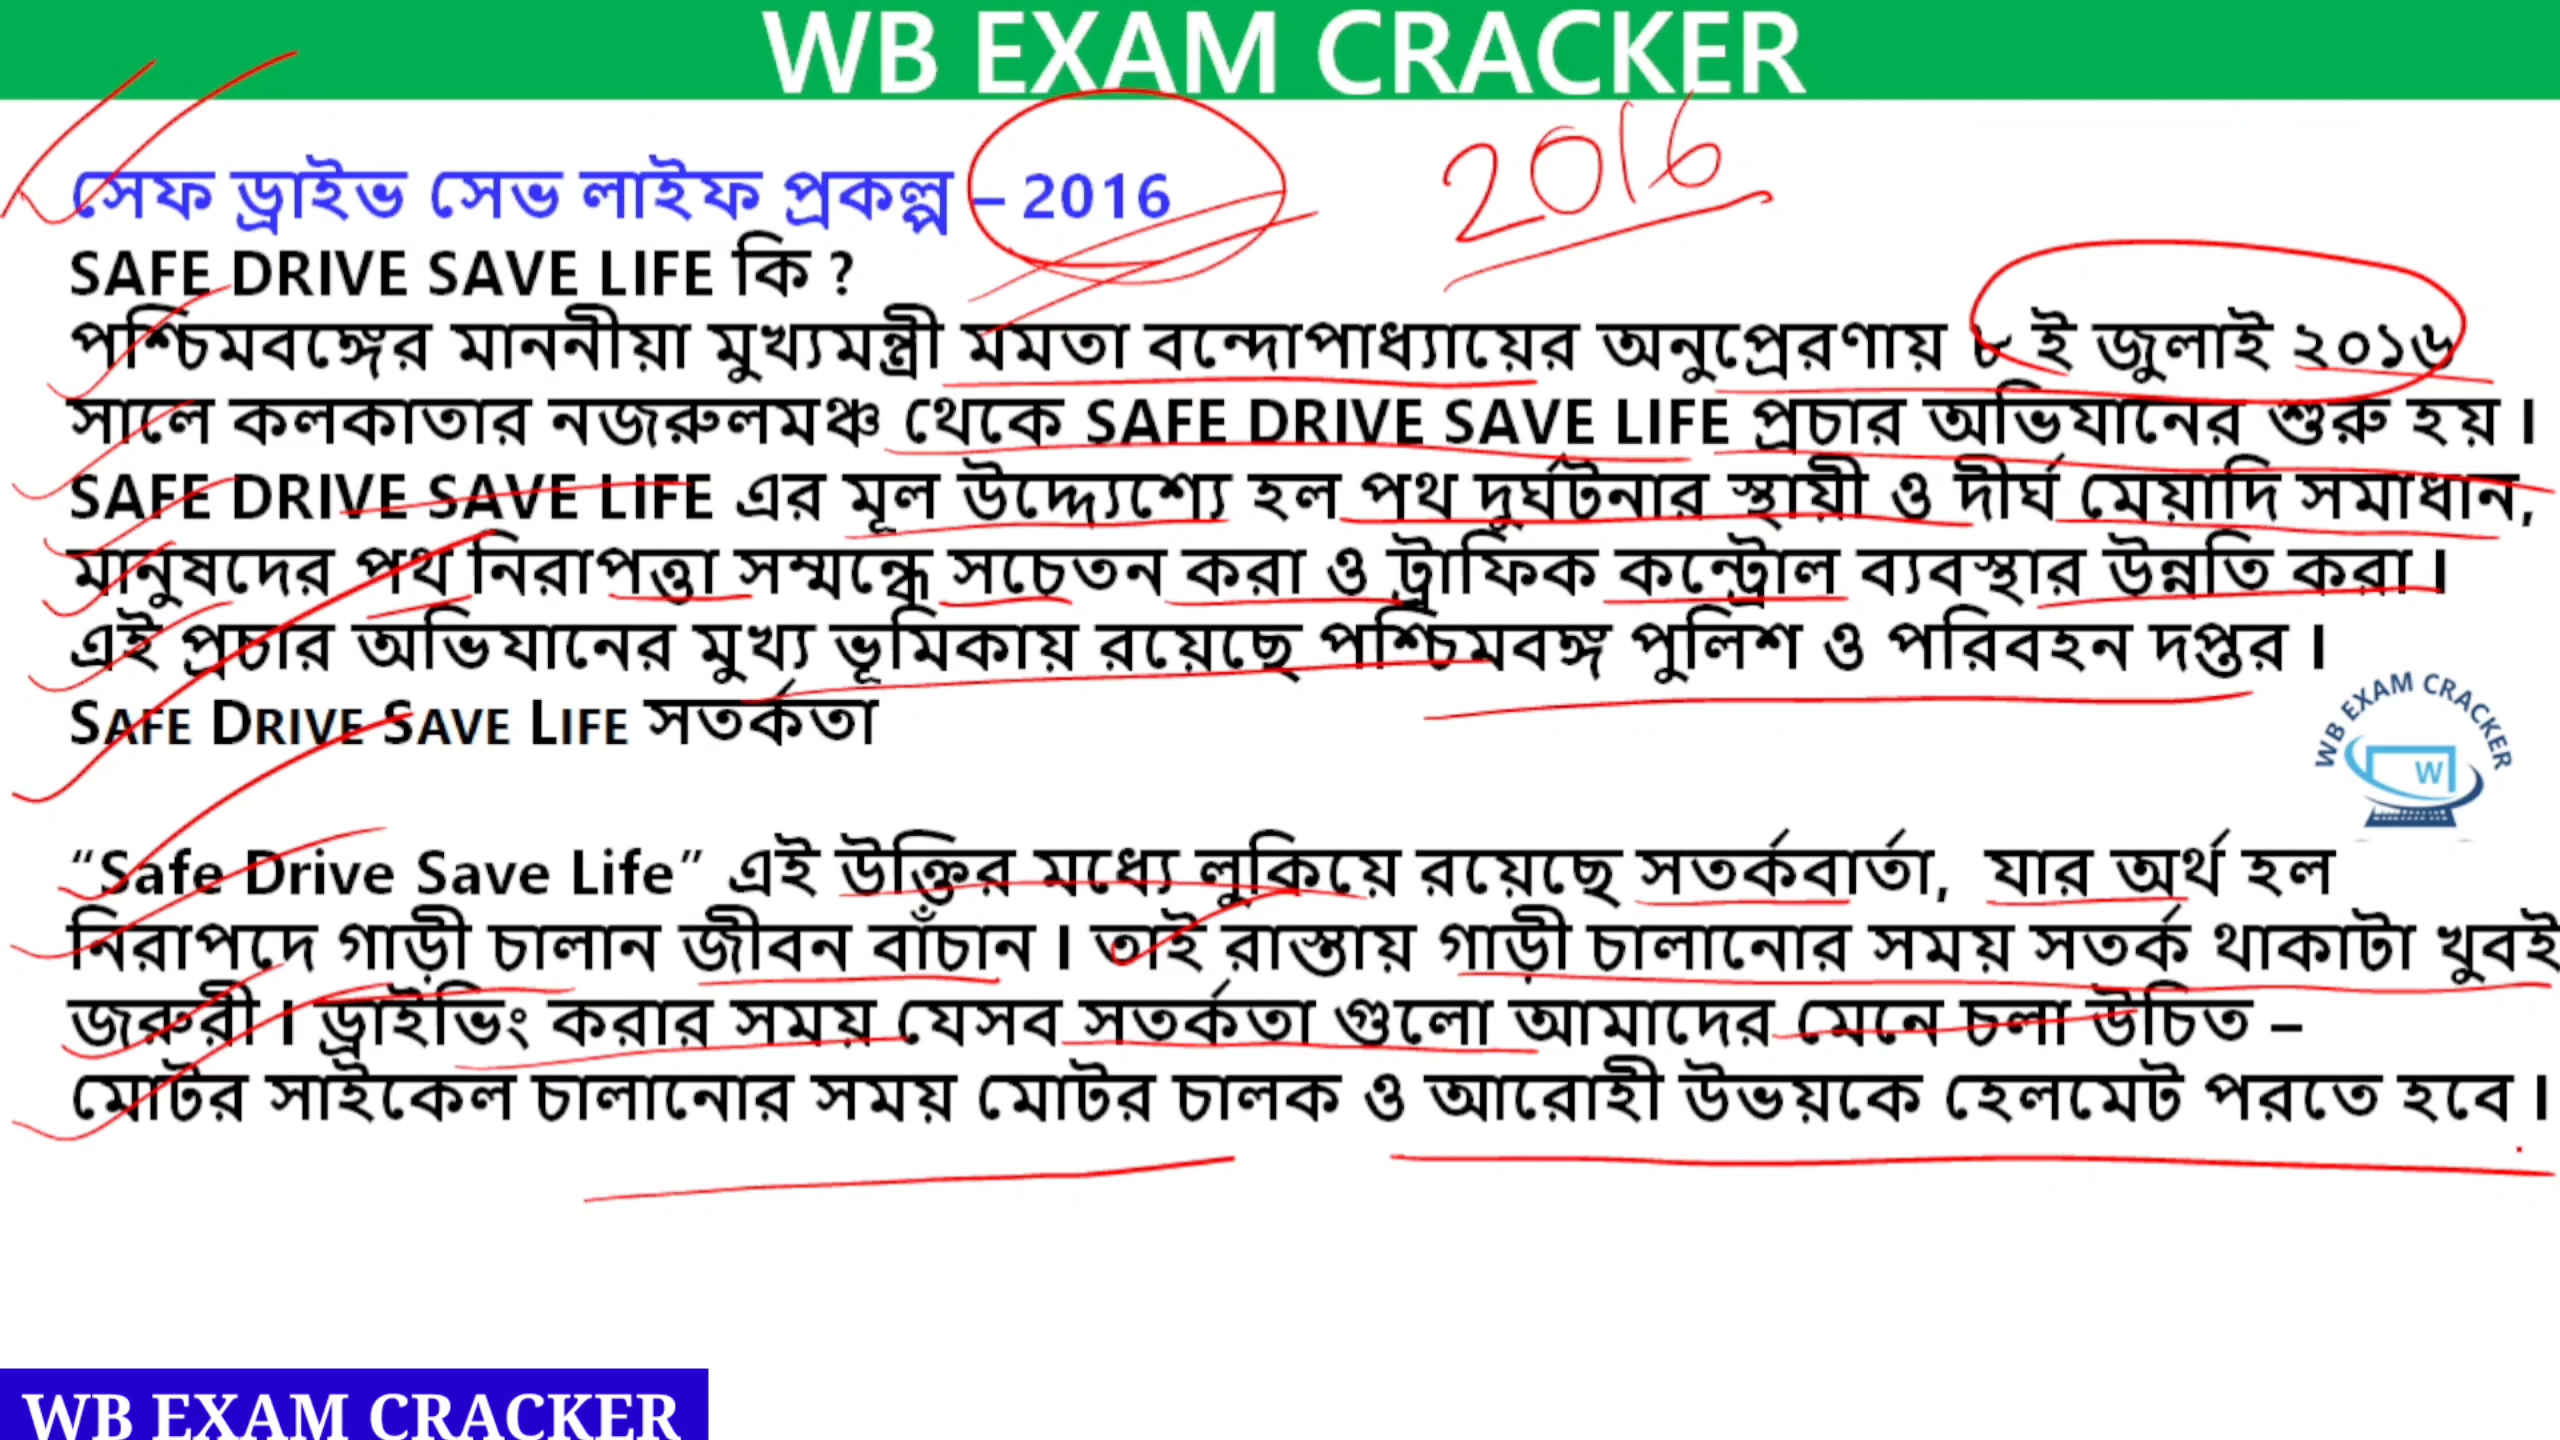 WB EXAM CRACKER
সেফ ড্রাইভ সেভ লাইফ প্রকল্প – 2016
2016
SAFE DRIVE SAVE LIFE কি ?
পশ্চিমবঙ্গের মাননীয়া মুখ্যমন্ত্রী মমতা বন্দোপাধ্যায়ের অনুপ্রেরণায় ৮ ই জুলাই ২০১৬
সালে কলকাতার নজরুলমঞ্চ থেকে SAFE DRIVE SAVE LIFE প্রচার অভিযানের শুরু হয় ।
SAFE DRIVE SAVE LIFE এর মূল উদ্দ্যেশ্যে হল পথ দুর্ঘটনার স্থায়ী ও দীর্ঘ মেয়াদি সমাধান,
মানুষদের পথ নিরাপত্তা সম্মন্ধে সচেতন করা ও ট্রাফিক কন্ট্রোল ব্যবস্থার উন্নতি করা ।
এই প্রচার অভিযানের মুখ্য ভূমিকায় রয়েছে পশ্চিমবঙ্গ পুলিশ ও পরিবহন দপ্তর ।
SAFE DRIVE SAVE LIFE সতর্কতা
WB EXAM CRACKER
W
“Safe Drive Save Life” এই উক্তির মধ্যে লুকিয়ে রয়েছে সতর্কবার্তা, যার অর্থ হল
নিরাপদে গাড়ী চালান জীবন বাঁচান । তাই রাস্তায় গাড়ী চালানোর সময় সতর্ক থাকাটা খুবই
জরুরী । ড্রাইভিং করার সময় যেসব সতর্কতা গুলো আমাদের মেনে চলা উচিত –
মোটর সাইকেল চালানোর সময় মোটর চালক ও আরোহী উভয়কে হেলমেট পরতে হবে ।
WB EXAM CRACKER